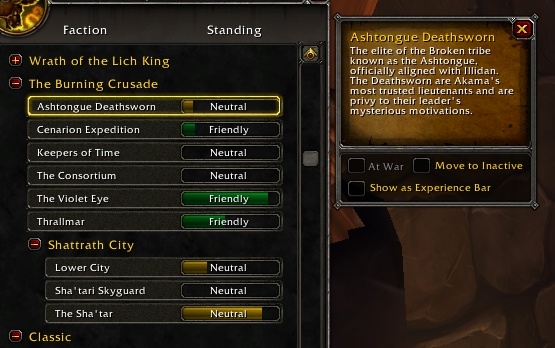 Faction Standing
Wrath of the Lich King
The Burning Crusade
Ashtongue Deathsworn Neutral
Cenarion Expedition Friendly
Keepers of Time Neutral
The Consortium Neutral
The Violet Eye Friendly
Thrallmar Friendly
Shattrath City
Lower City Neutral
Sha'tari Skyguard Neutral
The Sha'tar Neutral
Classic
Ashtongue Deathsworn
The elite of the Broken tribe
known as the Ashtongue,
officially aligned with Illidan.
The Deathsworn are Akama's
most trusted lieutenants and are
privy to their leader's
mysterious motivations.
At War Move to Inactive
Show as Experience Bar